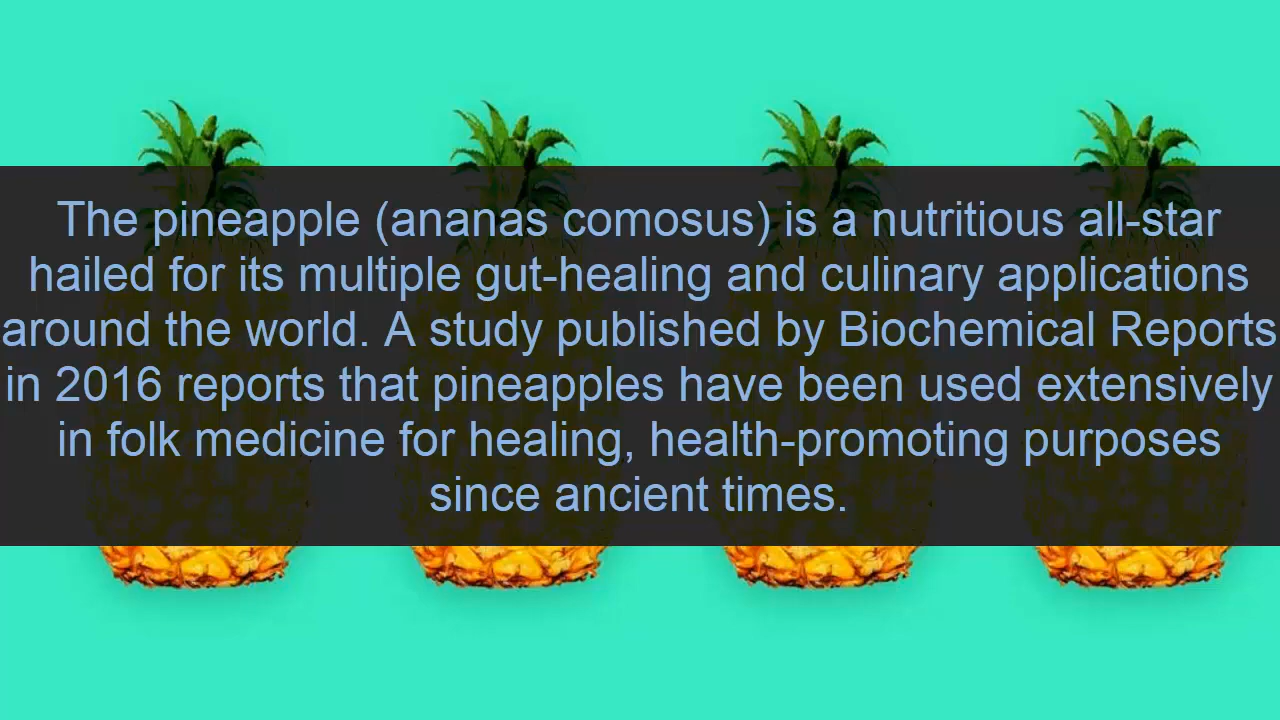 The pineapple (ananas comosus) is a nutritious all-star
hailed for its multiple gut-healing and culinary applications
around the world. A study published by Biochemical Reports
in 2016 reports that pineapples have been used extensively
in folk medicine for healing, health-promoting purposes
since ancient times.